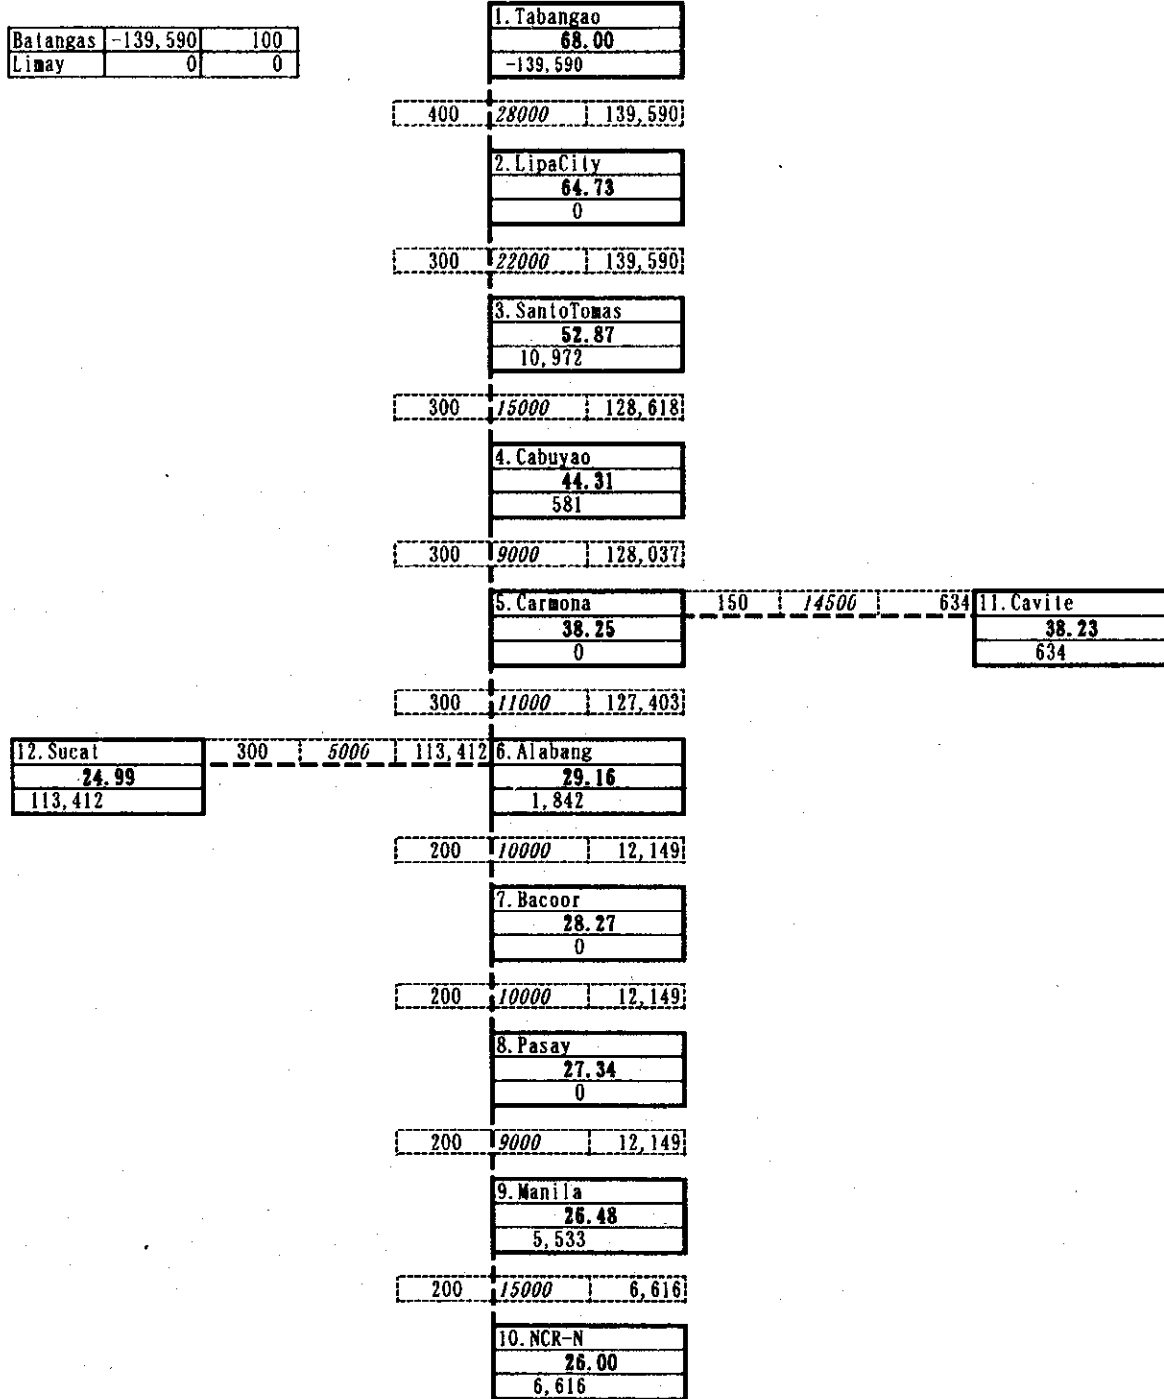 1.Tabangao
68.00
-139,590
Batangas -139,590 100
Limay 0 0
400 28000 139,590
2.LipaCity
64.73
0
300 22000 139,590
3.SantoTomas
52.87
10,972
300 15000 128,618
4.Cabuyao
44.31
581
300 9000 128,037
5.Carmona 150 14500 634 11.Cavite
38.25 38.23
0 634
300 11000 127,403
12.Sucat 300 5000 113,412 6.Alabang
24.99 29.16
113,412 1,842
200 10000 12,149
7.Bacoor
28.27
0
200 10000 12,149
8.Pasay
27.34
0
200 9000 12,149
9.Manila
26.48
5,533
200 15000 6,616
10.NCR-N
26.00
6,616